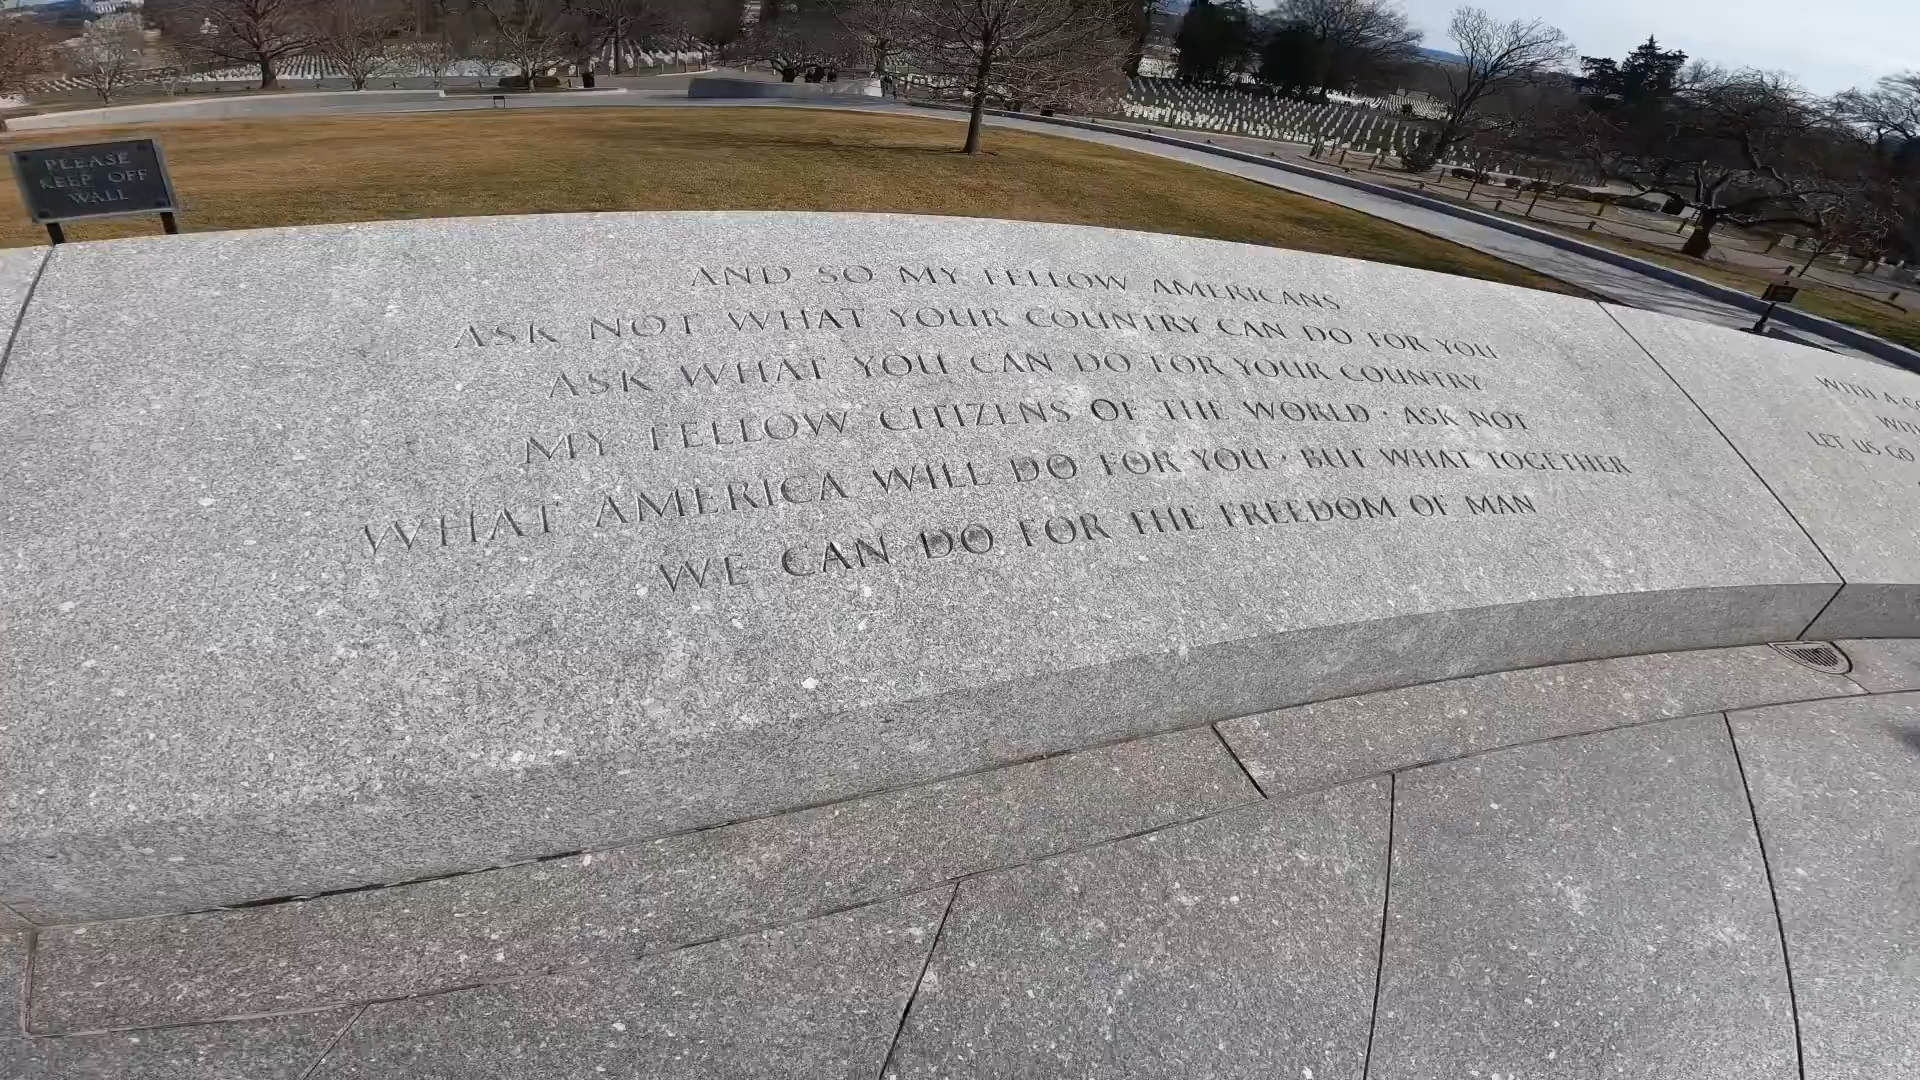 PLEASE
KEEP OFF
WALL
AND SO MY FELLOW AMERICANS
ASK NOT WHAT YOUR COUNTRY CAN DO FOR YOU
ASK WHAT YOU CAN DO FOR YOUR COUNTRY
MY FELLOW CITIZENS OF THE WORLD · ASK NOT
WHAT AMERICA WILL DO FOR YOU · BUT WHAT TOGETHER
WE CAN DO FOR THE FREEDOM OF MAN
WITH A
LET US GO